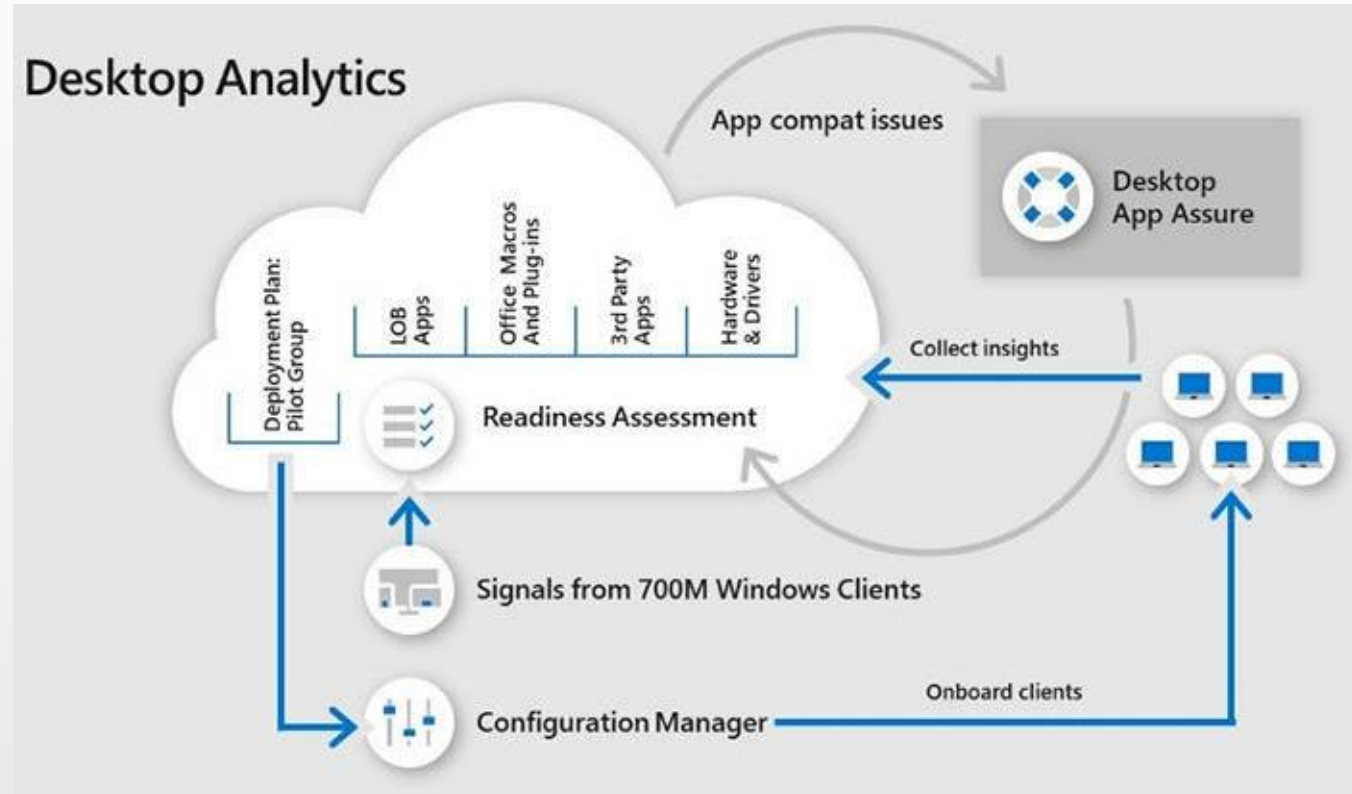 Desktop Analytics
App compat issues
Desktop
App Assure
Deployment Plan:
Pilot Group
LOB
Apps
Office Macros
And Plug-ins
3rd Party
Apps
Hardware
& Drivers
Collect insights
Readiness Assessment
Signals from 700M Windows Clients
Onboard clients
Configuration Manager